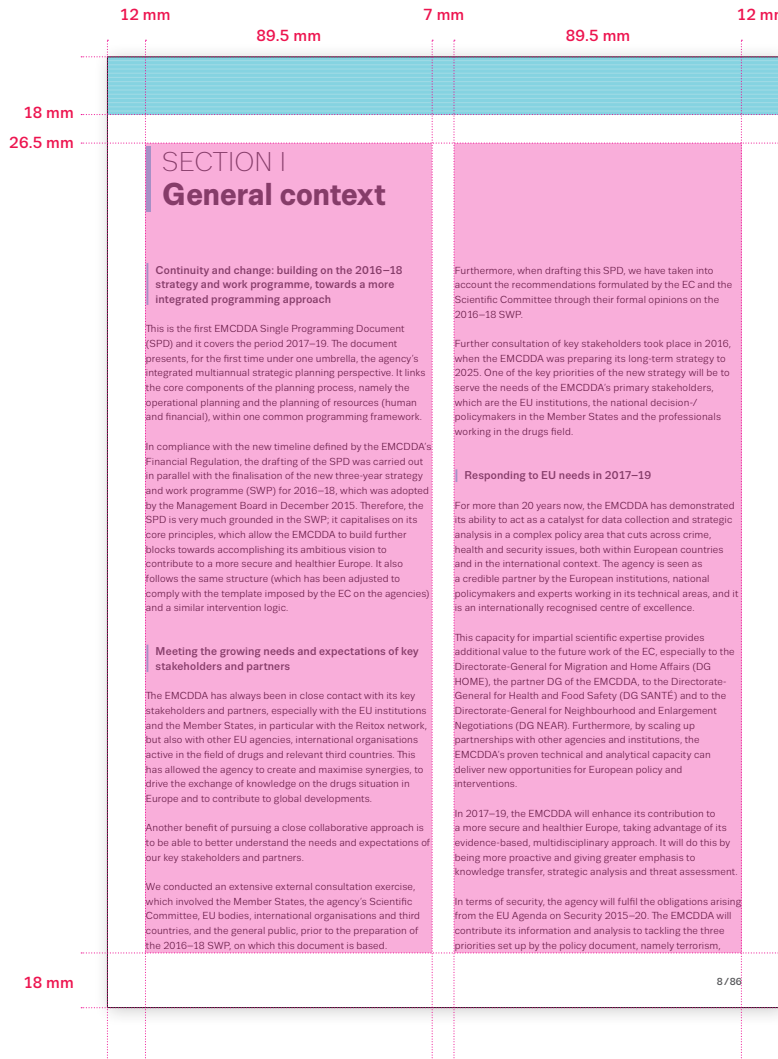 12 mm
7 mm
12 mm
89.5 mm
89.5 mm
18 mm
26.5 mm
SECTION I
General context
Continuity and change: building on the 2016–18
strategy and work programme, towards a more
integrated programming approach
This is the first EMCDDA Single Programming Document
(SPD) and it covers the period 2017–19. The document
presents, for the first time under one umbrella, the agency's
integrated multiannual strategic planning perspective. It links
the core components of the planning process, namely the
operational planning and the planning of resources (human
and financial), within one common programming framework.
In compliance with the new timeline defined by the EMCDDA's
Financial Regulation, the drafting of the SPD was carried out
in parallel with the finalisation of the new three-year strategy
and work programme (SWP) for 2016–18, which was adopted
by the Management Board in December 2015. Therefore, the
SPD is very much grounded in the SWP; it capitalises on its
core principles, which allow the EMCDDA to build further
blocks towards accomplishing its ambitious vision to
contribute to a more secure and healthier Europe. It also
follows the same structure (which has been adjusted to
comply with the template imposed by the EC on the agencies)
and a similar intervention logic.
Meeting the growing needs and expectations of key
stakeholders and partners
The EMCDDA has always been in close contact with its key
stakeholders and partners, especially with the EU institutions
and the Member States, in particular with the Reitox network,
but also with other EU agencies, international organisations
active in the field of drugs and relevant third countries. This
has allowed the agency to create and maximise synergies, to
drive the exchange of knowledge on the drugs situation in
Europe and to contribute to global developments.
Another benefit of pursuing a close collaborative approach is
to be able to better understand the needs and expectations of
our key stakeholders and partners.
We conducted an extensive external consultation exercise,
which involved the Member States, the agency's Scientific
Committee, EU bodies, international organisations and third
countries, and the general public, prior to the preparation of
the 2016–18 SWP, on which this document is based.
Furthermore, when drafting this SPD, we have taken into
account the recommendations formulated by the EC and the
Scientific Committee through their formal opinions on the
2016–18 SWP.
Further consultation of key stakeholders took place in 2016,
when the EMCDDA was preparing its long-term strategy to
2025. One of the key priorities of the new strategy will be to
serve the needs of the EMCDDA's primary stakeholders,
which are the EU institutions, the national decision-/
policymakers in the Member States and the professionals
working in the drugs field.
Responding to EU needs in 2017–19
For more than 20 years now, the EMCDDA has demonstrated
its ability to act as a catalyst for data collection and strategic
analysis in a complex policy area that cuts across crime,
health and security issues, both within European countries
and in the international context. The agency is seen as
a credible partner by the European institutions, national
policymakers and experts working in its technical areas, and it
is an internationally recognised centre of excellence.
This capacity for impartial scientific expertise provides
additional value to the future work of the EC, especially to the
Directorate-General for Migration and Home Affairs (DG
HOME), the partner DG of the EMCDDA, to the Directorate-
General for Health and Food Safety (DG SANTÉ) and to the
Directorate-General for Neighbourhood and Enlargement
Negotiations (DG NEAR). Furthermore, by scaling up
partnerships with other agencies and institutions, the
EMCDDA's proven technical and analytical capacity can
deliver new opportunities for European policy and
interventions.
In 2017–19, the EMCDDA will enhance its contribution to
a more secure and healthier Europe, taking advantage of its
evidence-based, multidisciplinary approach. It will do this by
being more proactive and giving greater emphasis to
knowledge transfer, strategic analysis and threat assessment.
In terms of security, the agency will fulfil the obligations arising
from the EU Agenda on Security 2015–20. The EMCDDA will
contribute its information and analysis to tackling the three
priorities set up by the policy document, namely terrorism,
18 mm
8/86